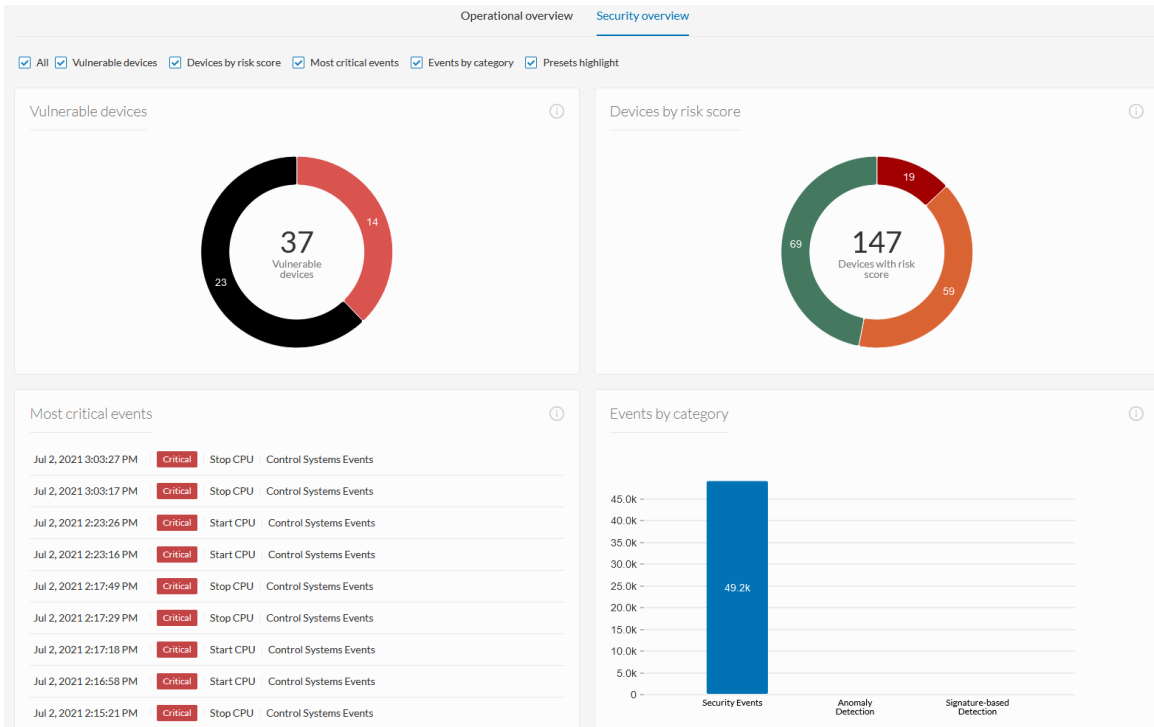 Operational overview Security overview
All Vulnerable devices Devices by risk score Most critical events Events by category Presets highlight
Vulnerable devices
14
23
37
Vulnerable
devices
Devices by risk score
19
69
59
147
Devices with risk
score
Most critical events
Jul 2, 2021 3:03:27 PM Critical Stop CPU Control Systems Events
Jul 2, 2021 3:03:17 PM Critical Stop CPU Control Systems Events
Jul 2, 2021 2:23:26 PM Critical Start CPU Control Systems Events
Jul 2, 2021 2:23:16 PM Critical Start CPU Control Systems Events
Jul 2, 2021 2:17:49 PM Critical Stop CPU Control Systems Events
Jul 2, 2021 2:17:29 PM Critical Stop CPU Control Systems Events
Jul 2, 2021 2:17:18 PM Critical Start CPU Control Systems Events
Jul 2, 2021 2:16:58 PM Critical Start CPU Control Systems Events
Jul 2, 2021 2:15:21 PM Critical Stop CPU Control Systems Events
Events by category
45.0k
40.0k
35.0k
30.0k
25.0k
20.0k
15.0k
10.0k
5.0k
0
49.2k
Security Events
Anomaly
Detection
Signature-based
Detection